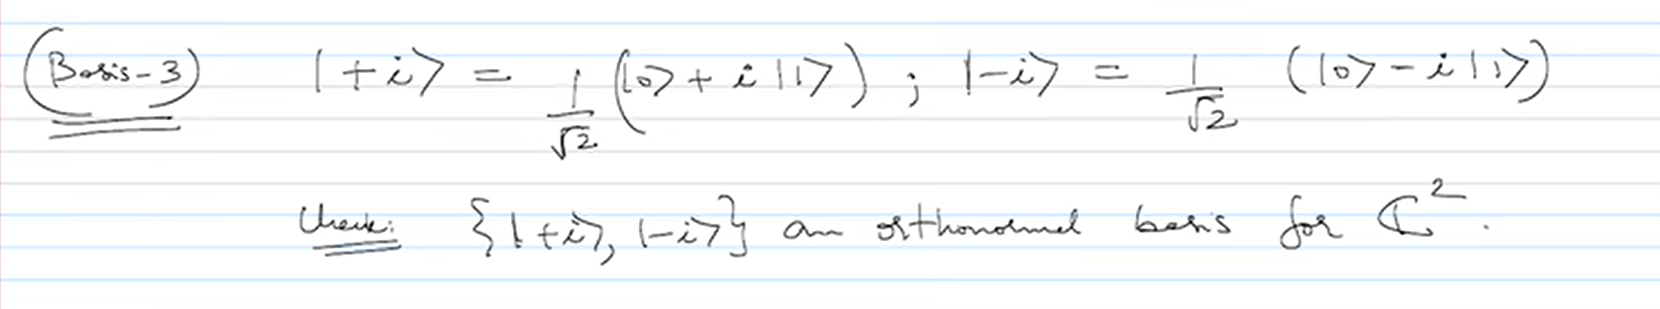 (Basis-3) |+i⟩ = 1/√2 (|0⟩ + i|1⟩) ; |-i⟩ = 1/√2 (|0⟩ - i|1⟩)
Check: {|+i⟩, |-i⟩} an orthonormal basis for ℂ².